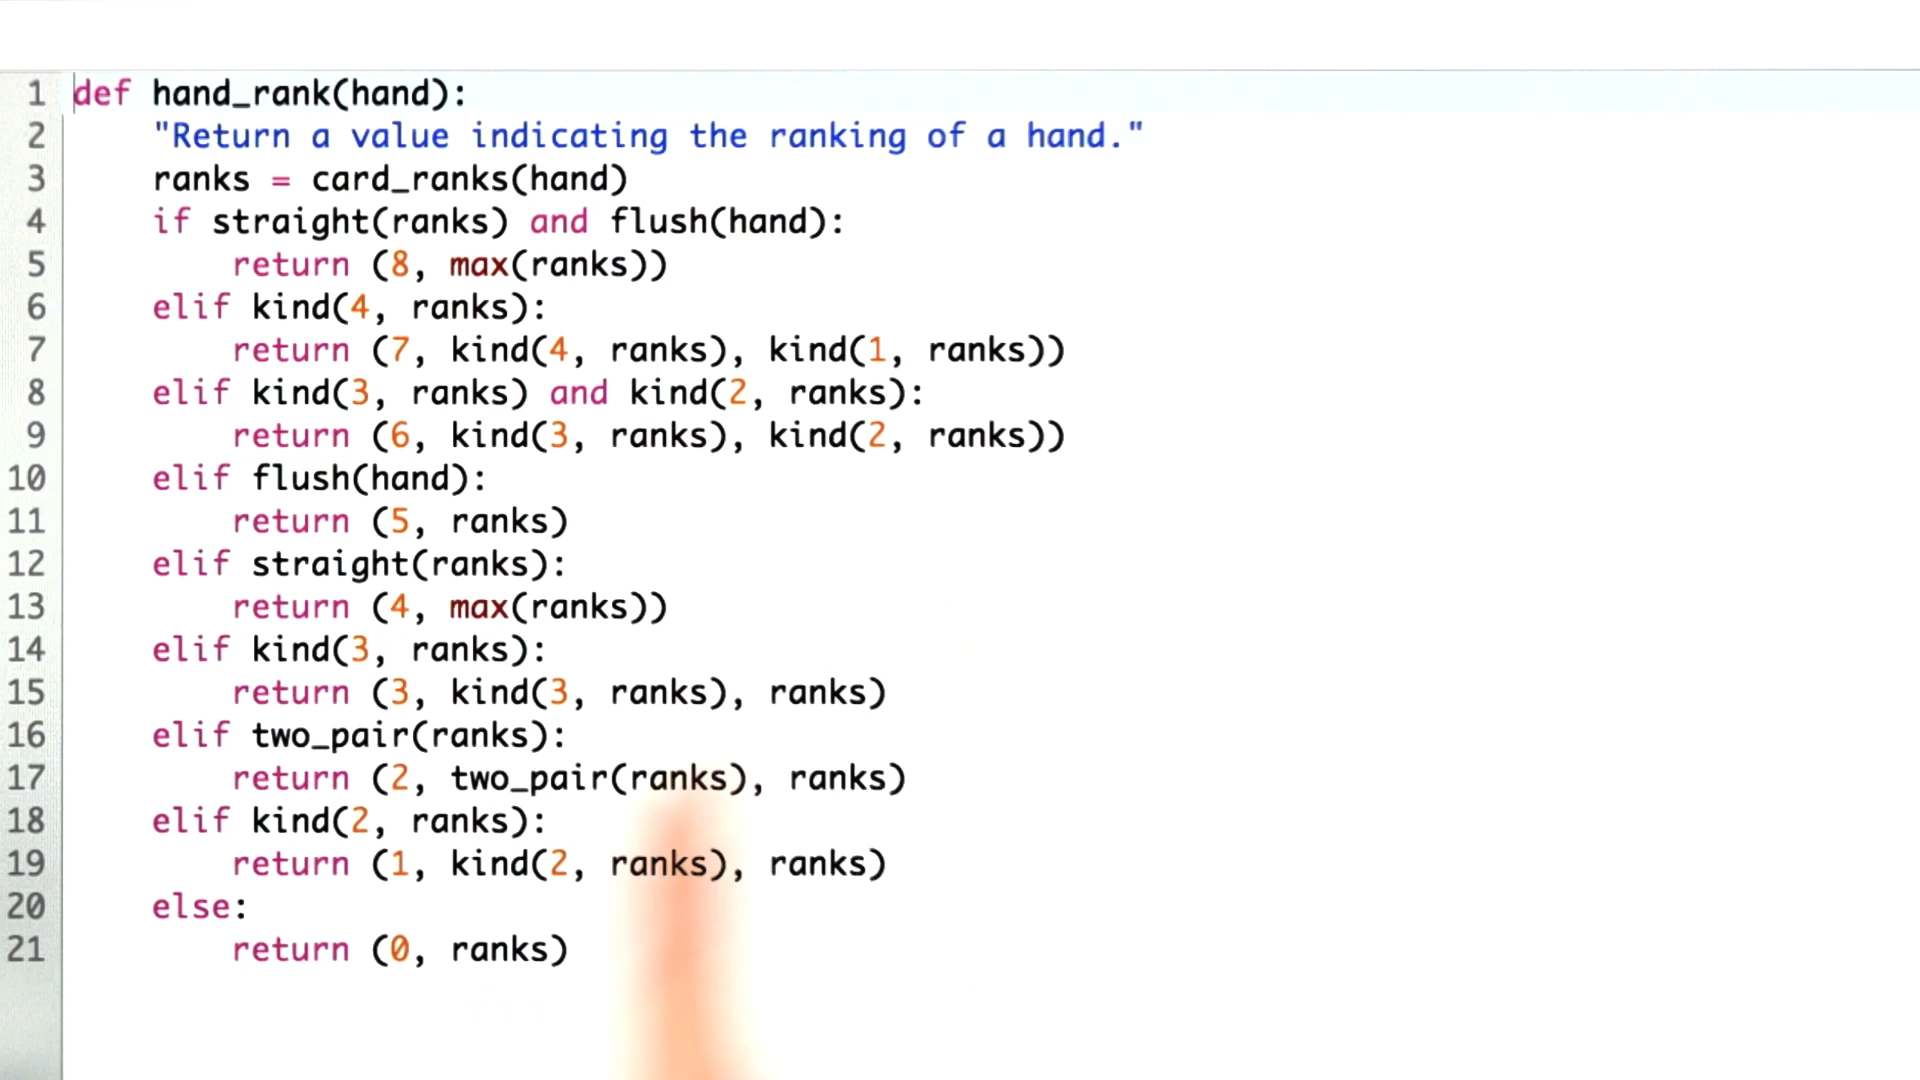 1 def hand_rank(hand):
2 "Return a value indicating the ranking of a hand."
3 ranks = card_ranks(hand)
4 if straight(ranks) and flush(hand):
5 return (8, max(ranks))
6 elif kind(4, ranks):
7 return (7, kind(4, ranks), kind(1, ranks))
8 elif kind(3, ranks) and kind(2, ranks):
9 return (6, kind(3, ranks), kind(2, ranks))
10 elif flush(hand):
11 return (5, ranks)
12 elif straight(ranks):
13 return (4, max(ranks))
14 elif kind(3, ranks):
15 return (3, kind(3, ranks), ranks)
16 elif two_pair(ranks):
17 return (2, two_pair(ranks), ranks)
18 elif kind(2, ranks):
19 return (1, kind(2, ranks), ranks)
20 else:
21 return (0, ranks)